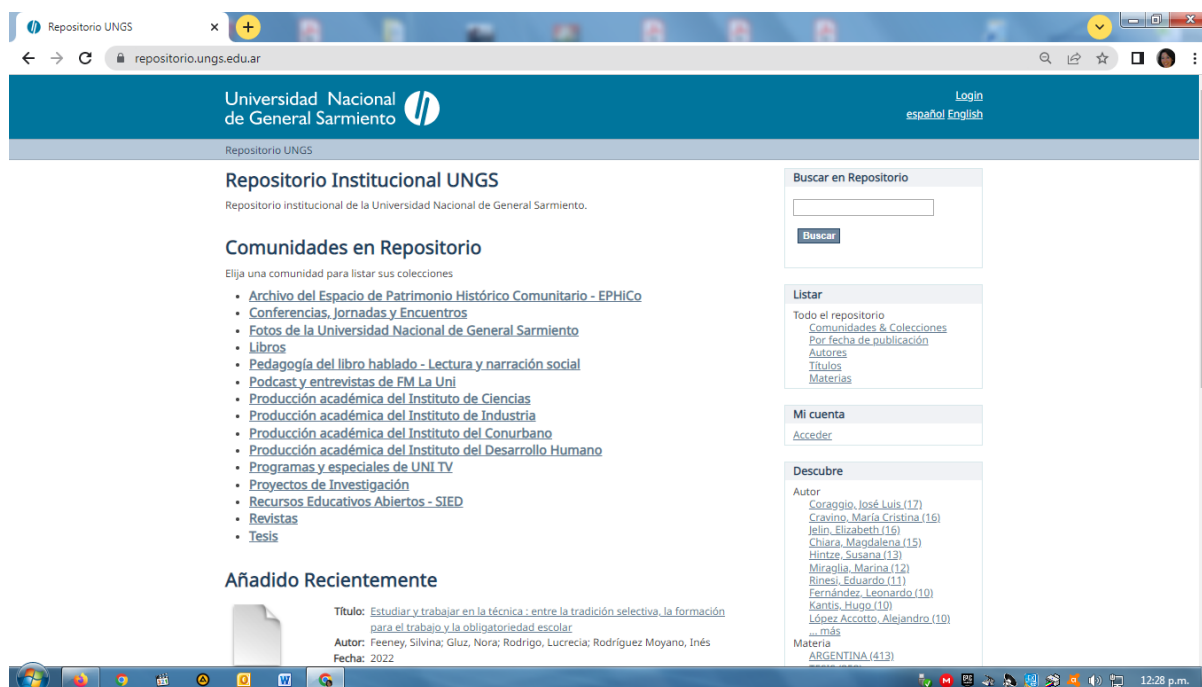 Repositorio UNGS
repositorio.ungs.edu.ar
Universidad Nacional
de General Sarmiento
Login
español English
Repositorio UNGS
Repositorio Institucional UNGS
Repositorio institucional de la Universidad Nacional de General Sarmiento.
Comunidades en Repositorio
Elija una comunidad para listar sus colecciones
Archivo del Espacio de Patrimonio Histórico Comunitario - EPHiCo
Conferencias, Jornadas y Encuentros
Fotos de la Universidad Nacional de General Sarmiento
Libros
Pedagogía del libro hablado - Lectura y narración social
Podcast y entrevistas de FM La Uni
Producción académica del Instituto de Ciencias
Producción académica del Instituto de Industria
Producción académica del Instituto del Conurbano
Producción académica del Instituto del Desarrollo Humano
Programas y especiales de UNI TV
Proyectos de Investigación
Recursos Educativos Abiertos - SIED
Revistas
Tesis
Añadido Recientemente
Título: Estudiar y trabajar en la técnica : entre la tradición selectiva, la formación
para el trabajo y la obligatoriedad escolar
Autor: Feeney, Silvina; Gluz, Nora; Rodrigo, Lucrecia; Rodríguez Moyano, Inés
Fecha: 2022
Buscar en Repositorio
Buscar
Listar
Todo el repositorio
Comunidades & Colecciones
Por fecha de publicación
Autores
Títulos
Materias
Mi cuenta
Acceder
Descubre
Autor
Coraggio, José Luis (17)
Cravino, María Cristina (16)
Jelin, Elizabeth (16)
Chiara, Magdalena (15)
Hintze, Susana (13)
Miraglia, Marina (12)
Rinesi, Eduardo (11)
Fernández, Leonardo (10)
Kantis, Hugo (10)
López Accotto, Alejandro (10)
... más
Materia
ARGENTINA (413)
12:28 p.m.